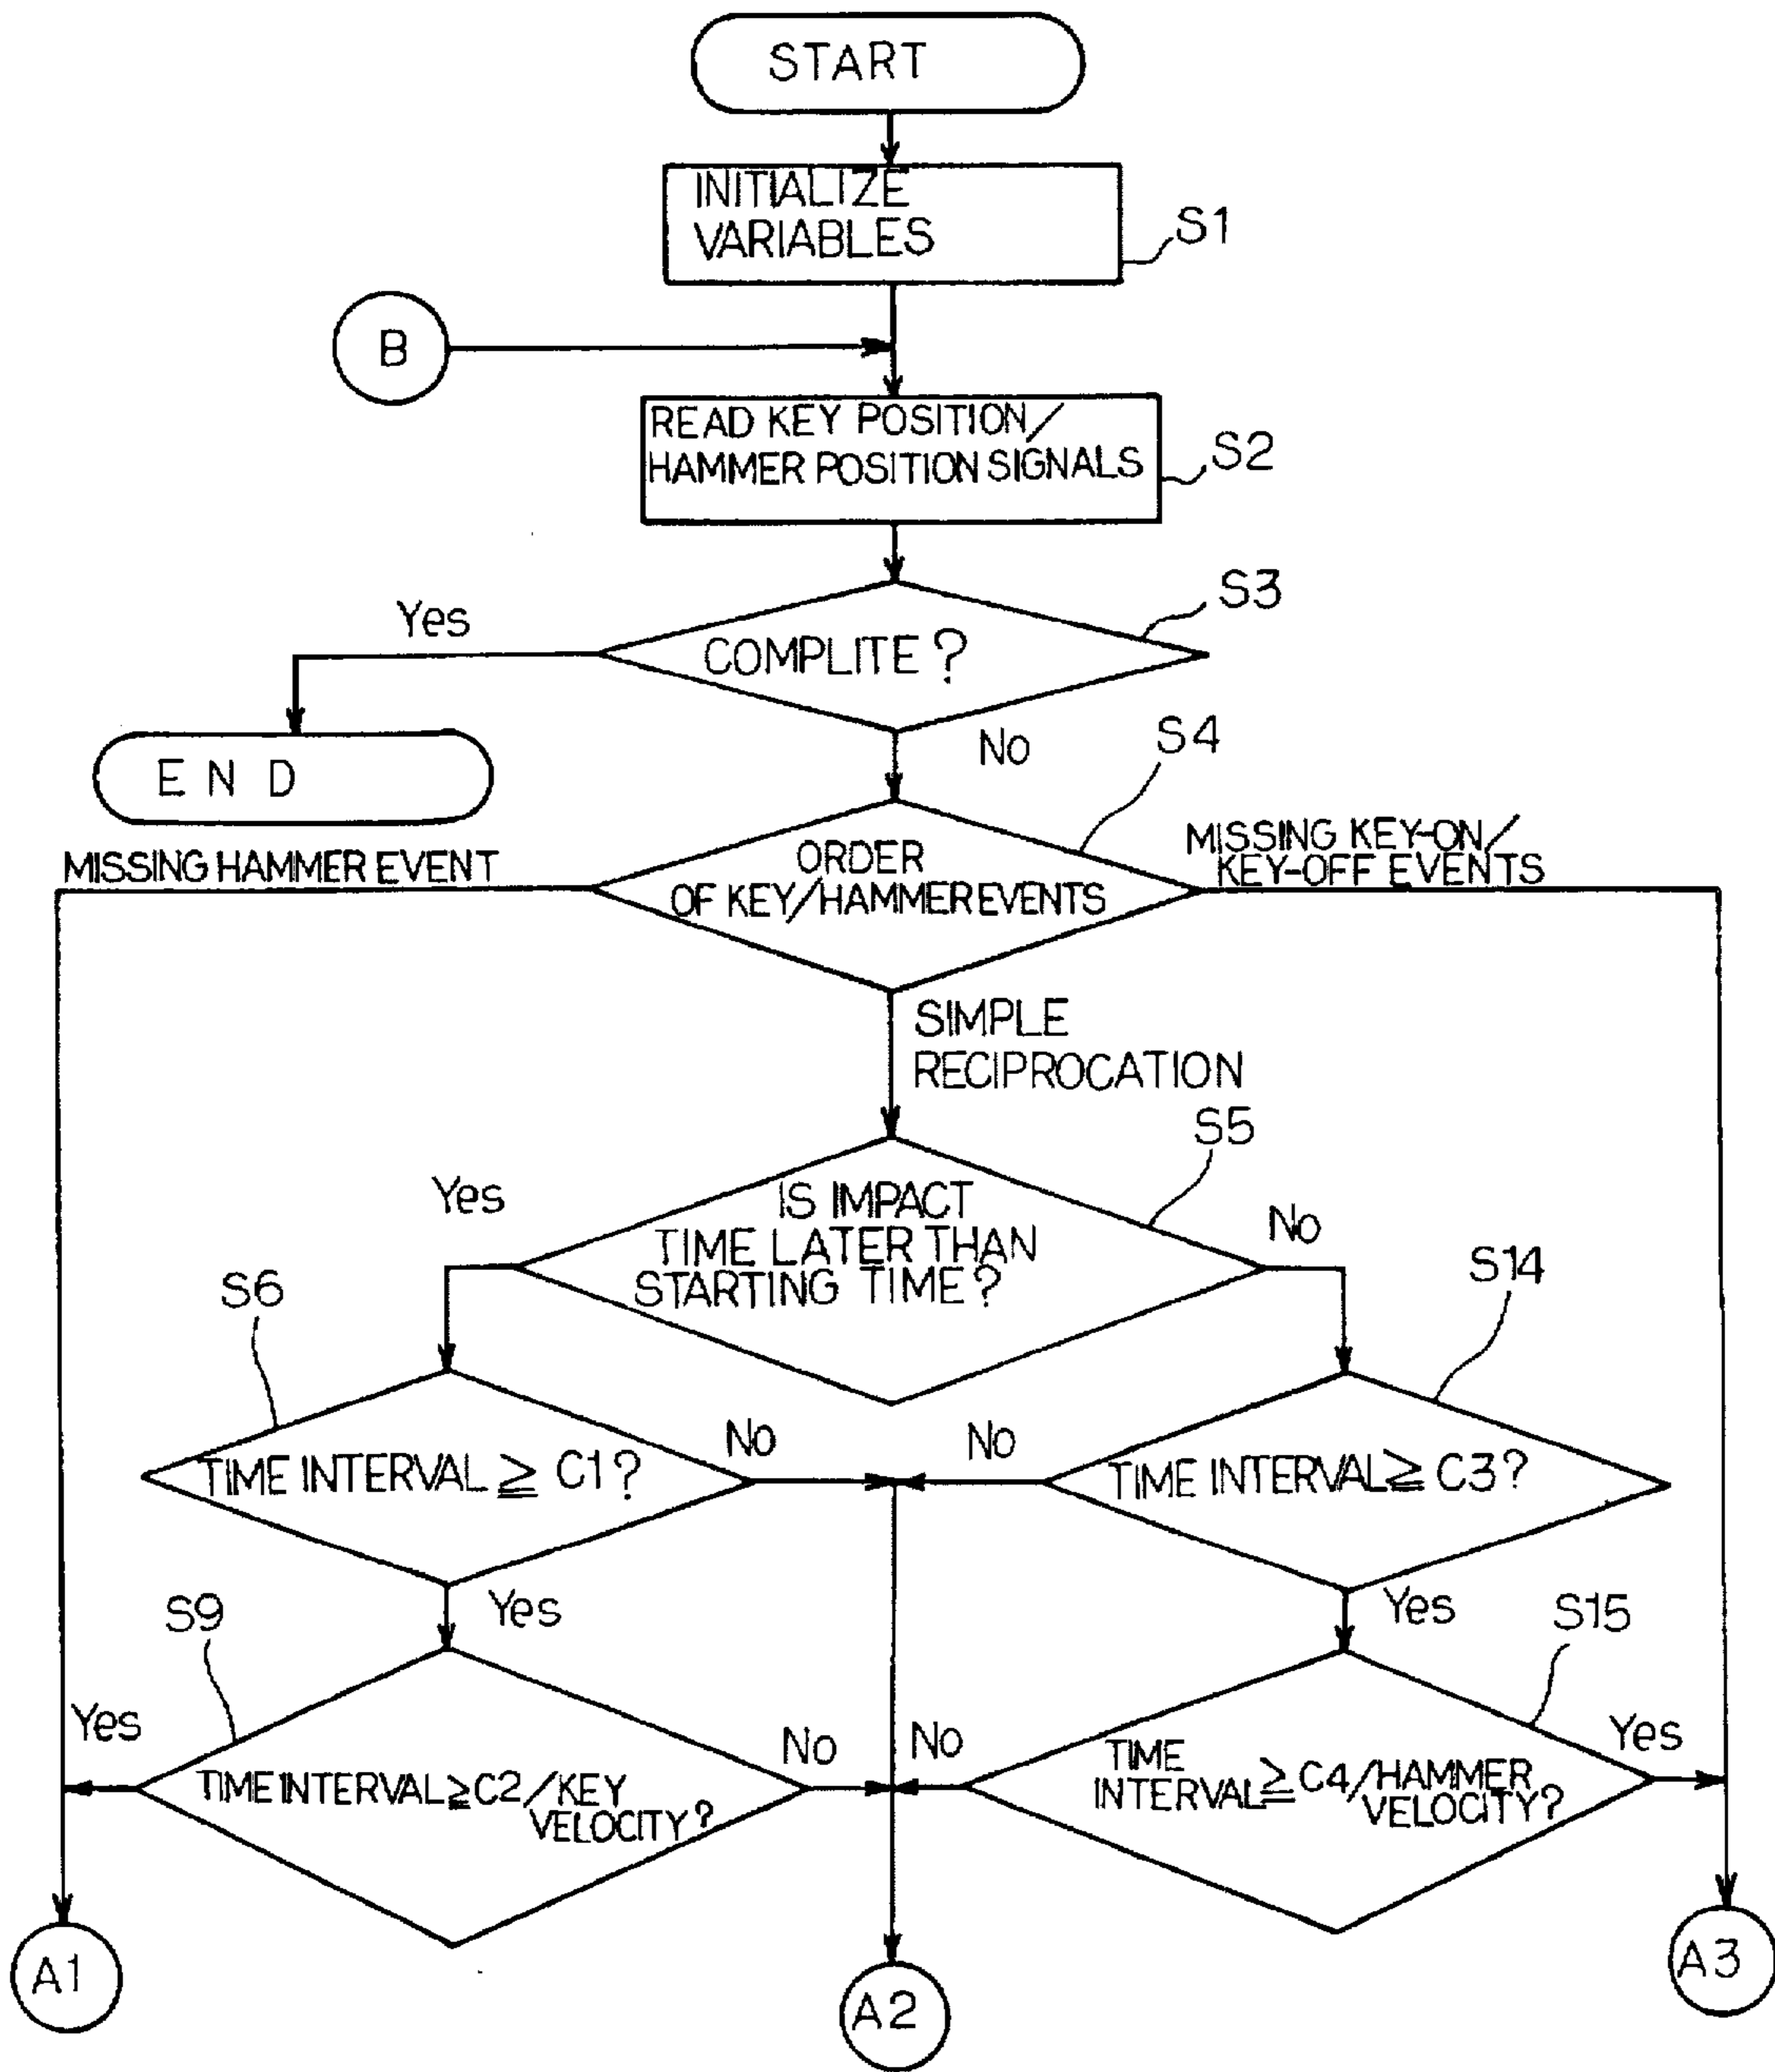 START
INITIALIZE
VARIABLES
S1
B
READ KEY POSITION/
HAMMER POSITION SIGNALS
S2
S3
Yes
COMPLITE?
No
S4
END
MISSING HAMMER EVENT
ORDER
OF KEY/HAMMER EVENTS
MISSING KEY-ON/
KEY-OFF EVENTS
SIMPLE
RECIPROCATION
S5
Yes
IS IMPACT
TIME LATER THAN
STARTING TIME?
No
S6
S14
TIME INTERVAL ≧ C1?
No
No
TIME INTERVAL ≧ C3?
S9
Yes
Yes
S15
Yes
TIME INTERVAL ≧ C2/KEY
VELOCITY?
No
No
TIME
INTERVAL ≧ C4/HAMMER
VELOCITY?
Yes
A1
A2
A3